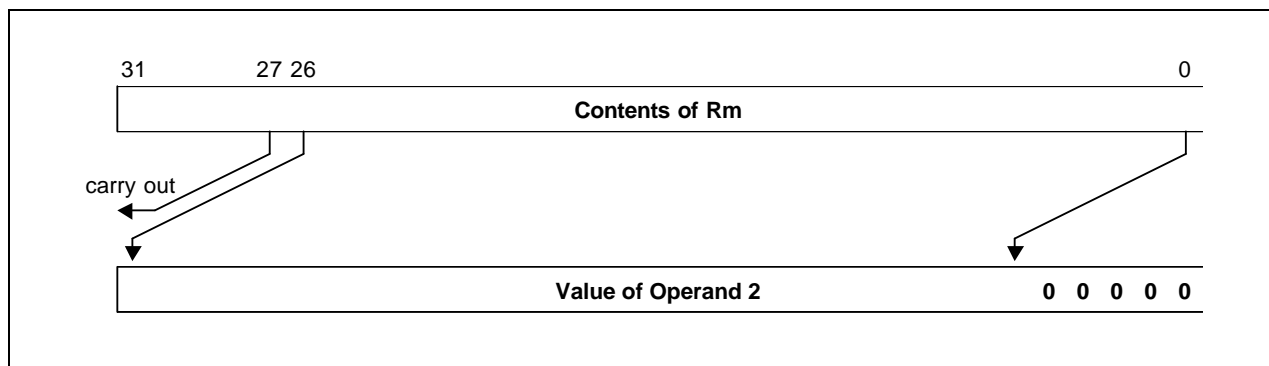 31 27 26 0
Contents of Rm
carry out
Value of Operand 2 0 0 0 0 0